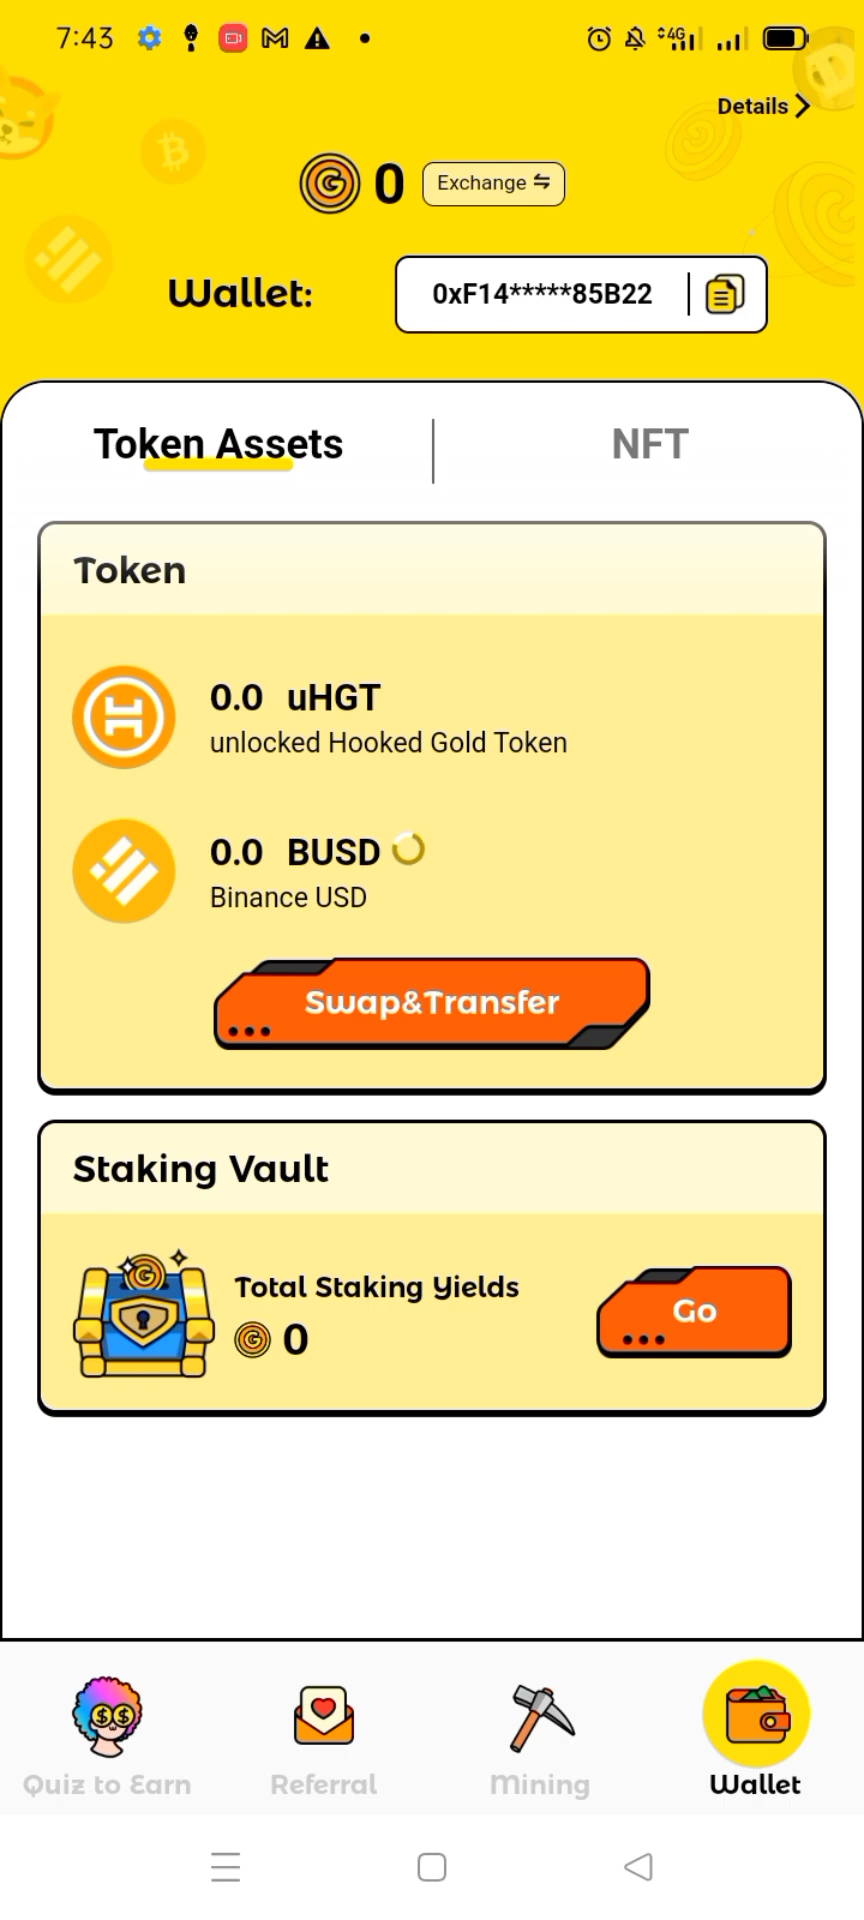 7:43
4G
Details
0 Exchange
Wallet: 0xF14*****85B22
Token Assets
NFT
Token
0.0 uHGT
unlocked Hooked Gold Token
0.0 BUSD
Binance USD
Swap&Transfer
Staking Vault
Total Staking Yields
0
Go
Quiz to Earn
Referral
Mining
Wallet